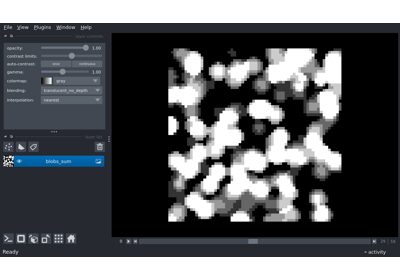 File View Plugins Window Help
opacity: 1.00
contrast limits:
auto-contrast: once continuous
gamma: 1.00
colormap: gray
blending: translucent_no_depth
interpolation: nearest
blobs_sum
Ready
activity